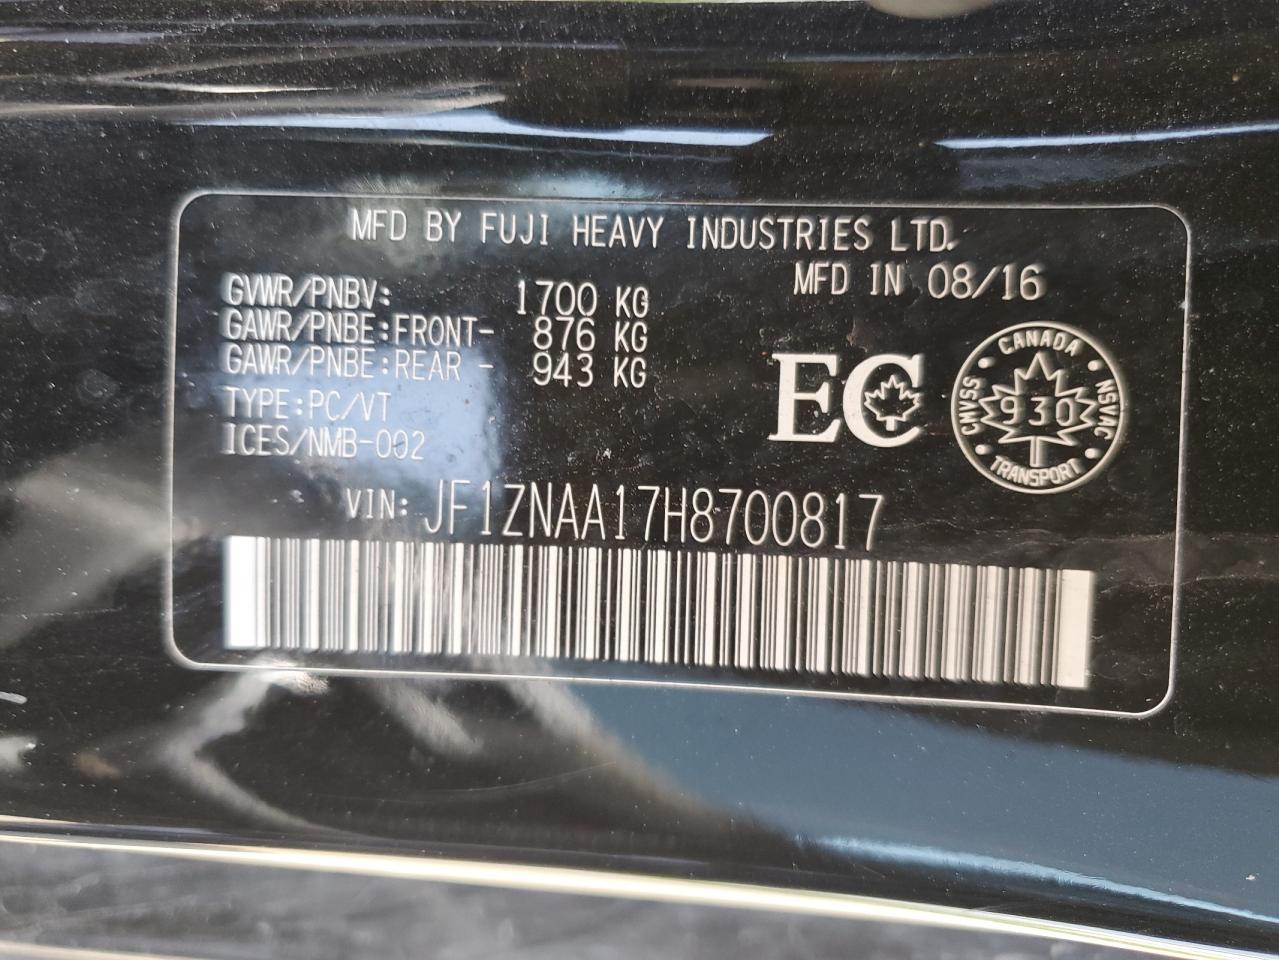 MFD BY FUJI HEAVY INDUSTRIES LTD.
MFD IN 08/16
GVWR/PNBV: 1700 KG
GAWR/PNBE:FRONT- 876 KG
GAWR/PNBE:REAR - 943 KG
TYPE:PC/VT
ICES/NMB-002
EC
CANADA
CMVSS 930 NSVAC
TRANSPORT
VIN: JF1ZNAA17H8700817